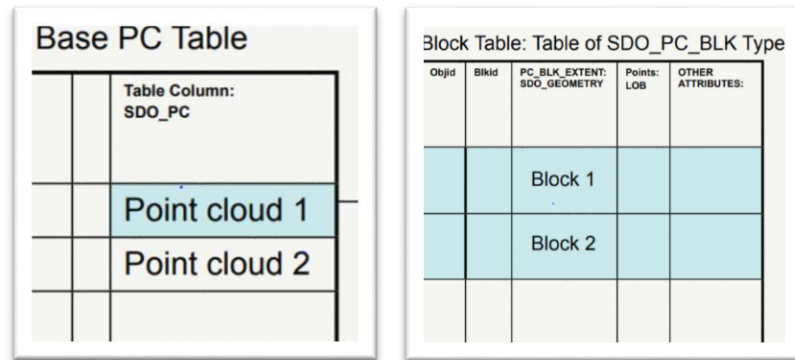 Base PC Table
Table Column:
SDO_PC
Point cloud 1
Point cloud 2
Block Table: Table of SDO_PC_BLK Type
Objid Blkid PC_BLK_EXTENT: Points: OTHER
SDO_GEOMETRY LOB ATTRIBUTES:
Block 1
Block 2